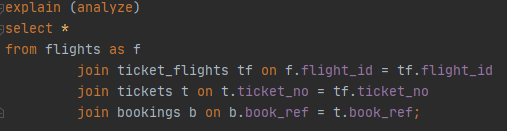 explain (analyze)
select *
from flights as f
join ticket_flights tf on f.flight_id = tf.flight_id
join tickets t on t.ticket_no = tf.ticket_no
join bookings b on b.book_ref = t.book_ref;